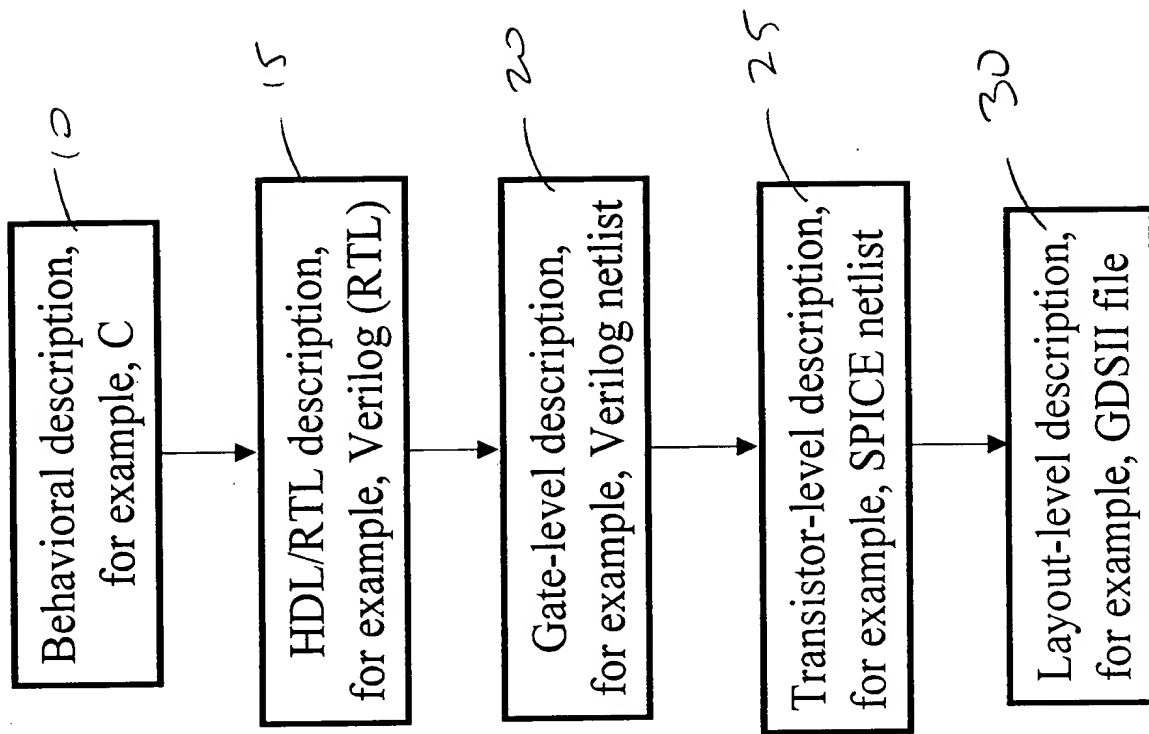 Behavioral description,
for example, C
10
HDL/RTL description,
for example, Verilog (RTL)
15
Gate-level description,
for example, Verilog netlist
20
Transistor-level description,
for example, SPICE netlist
25
Layout-level description,
for example, GDSII file
30